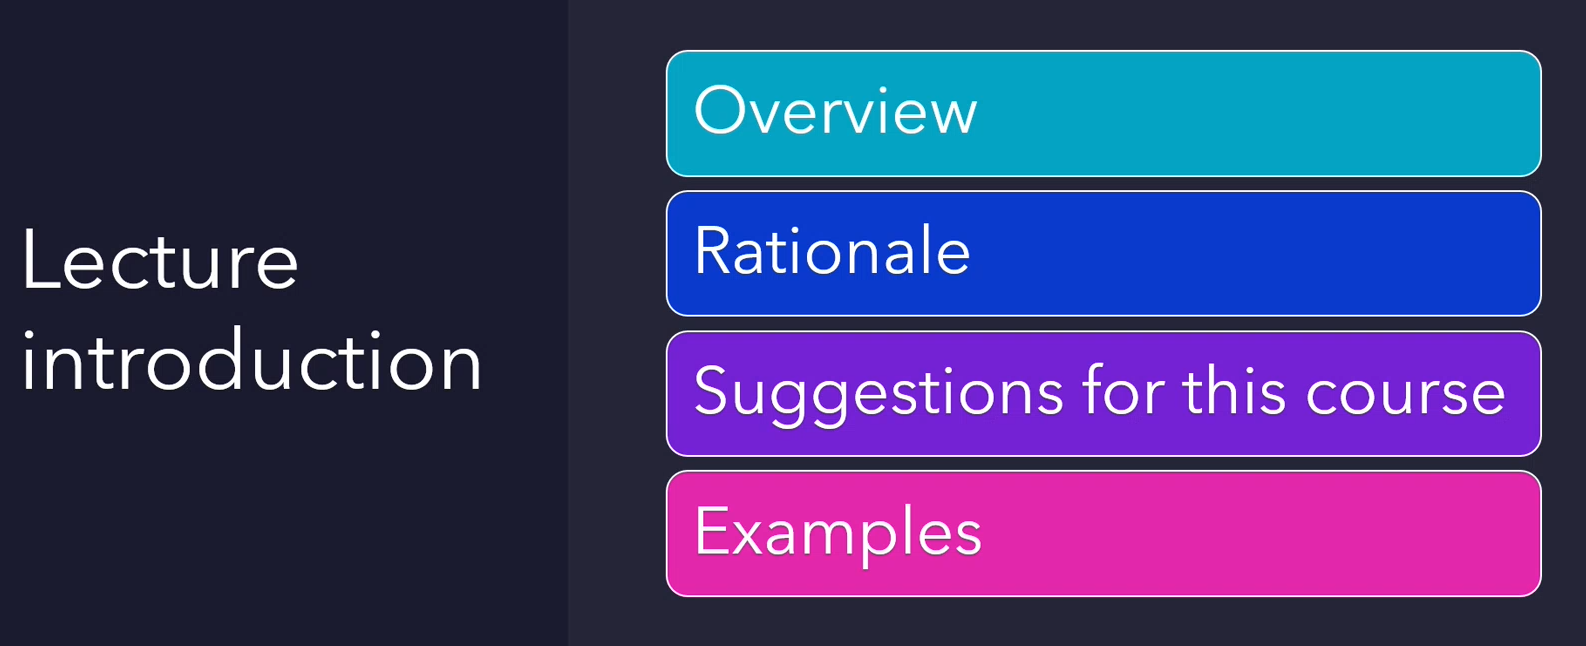 Lecture
introduction
Overview
Rationale
Suggestions for this course
Examples